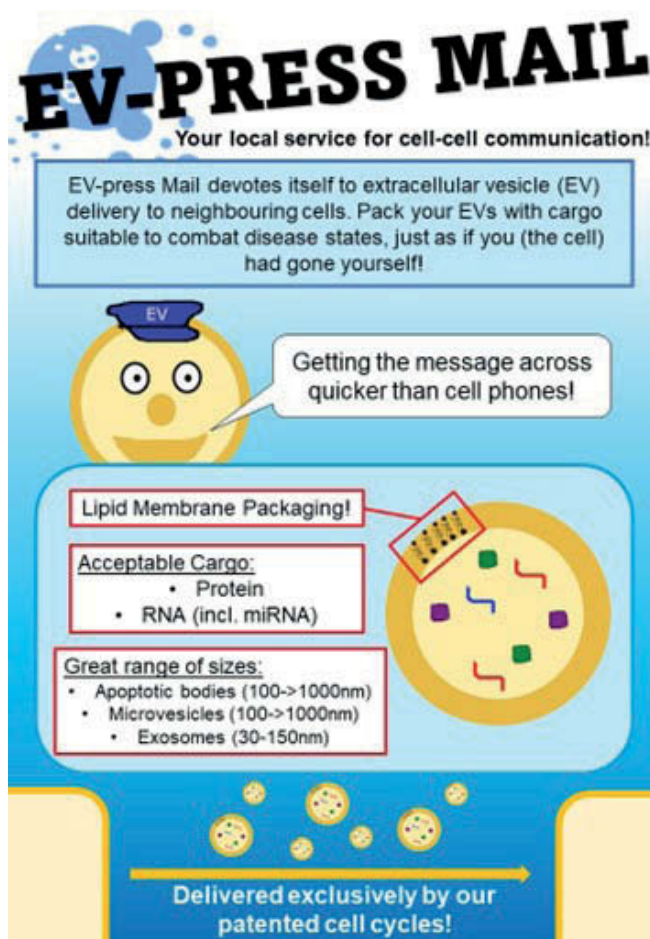 EV-PRESS MAIL
Your local service for cell-cell communication!
EV-press Mail devotes itself to extracellular vesicle (EV)
delivery to neighbouring cells. Pack your EVs with cargo
suitable to combat disease states, just as if you (the cell)
had gone yourself!
EV
Getting the message across
quicker than cell phones!
Lipid Membrane Packaging!
Acceptable Cargo:
• Protein
• RNA (incl. miRNA)
Great range of sizes:
• Apoptotic bodies (100->1000nm)
• Microvesicles (100->1000nm)
• Exosomes (30-150nm)
Delivered exclusively by our
patented cell cycles!